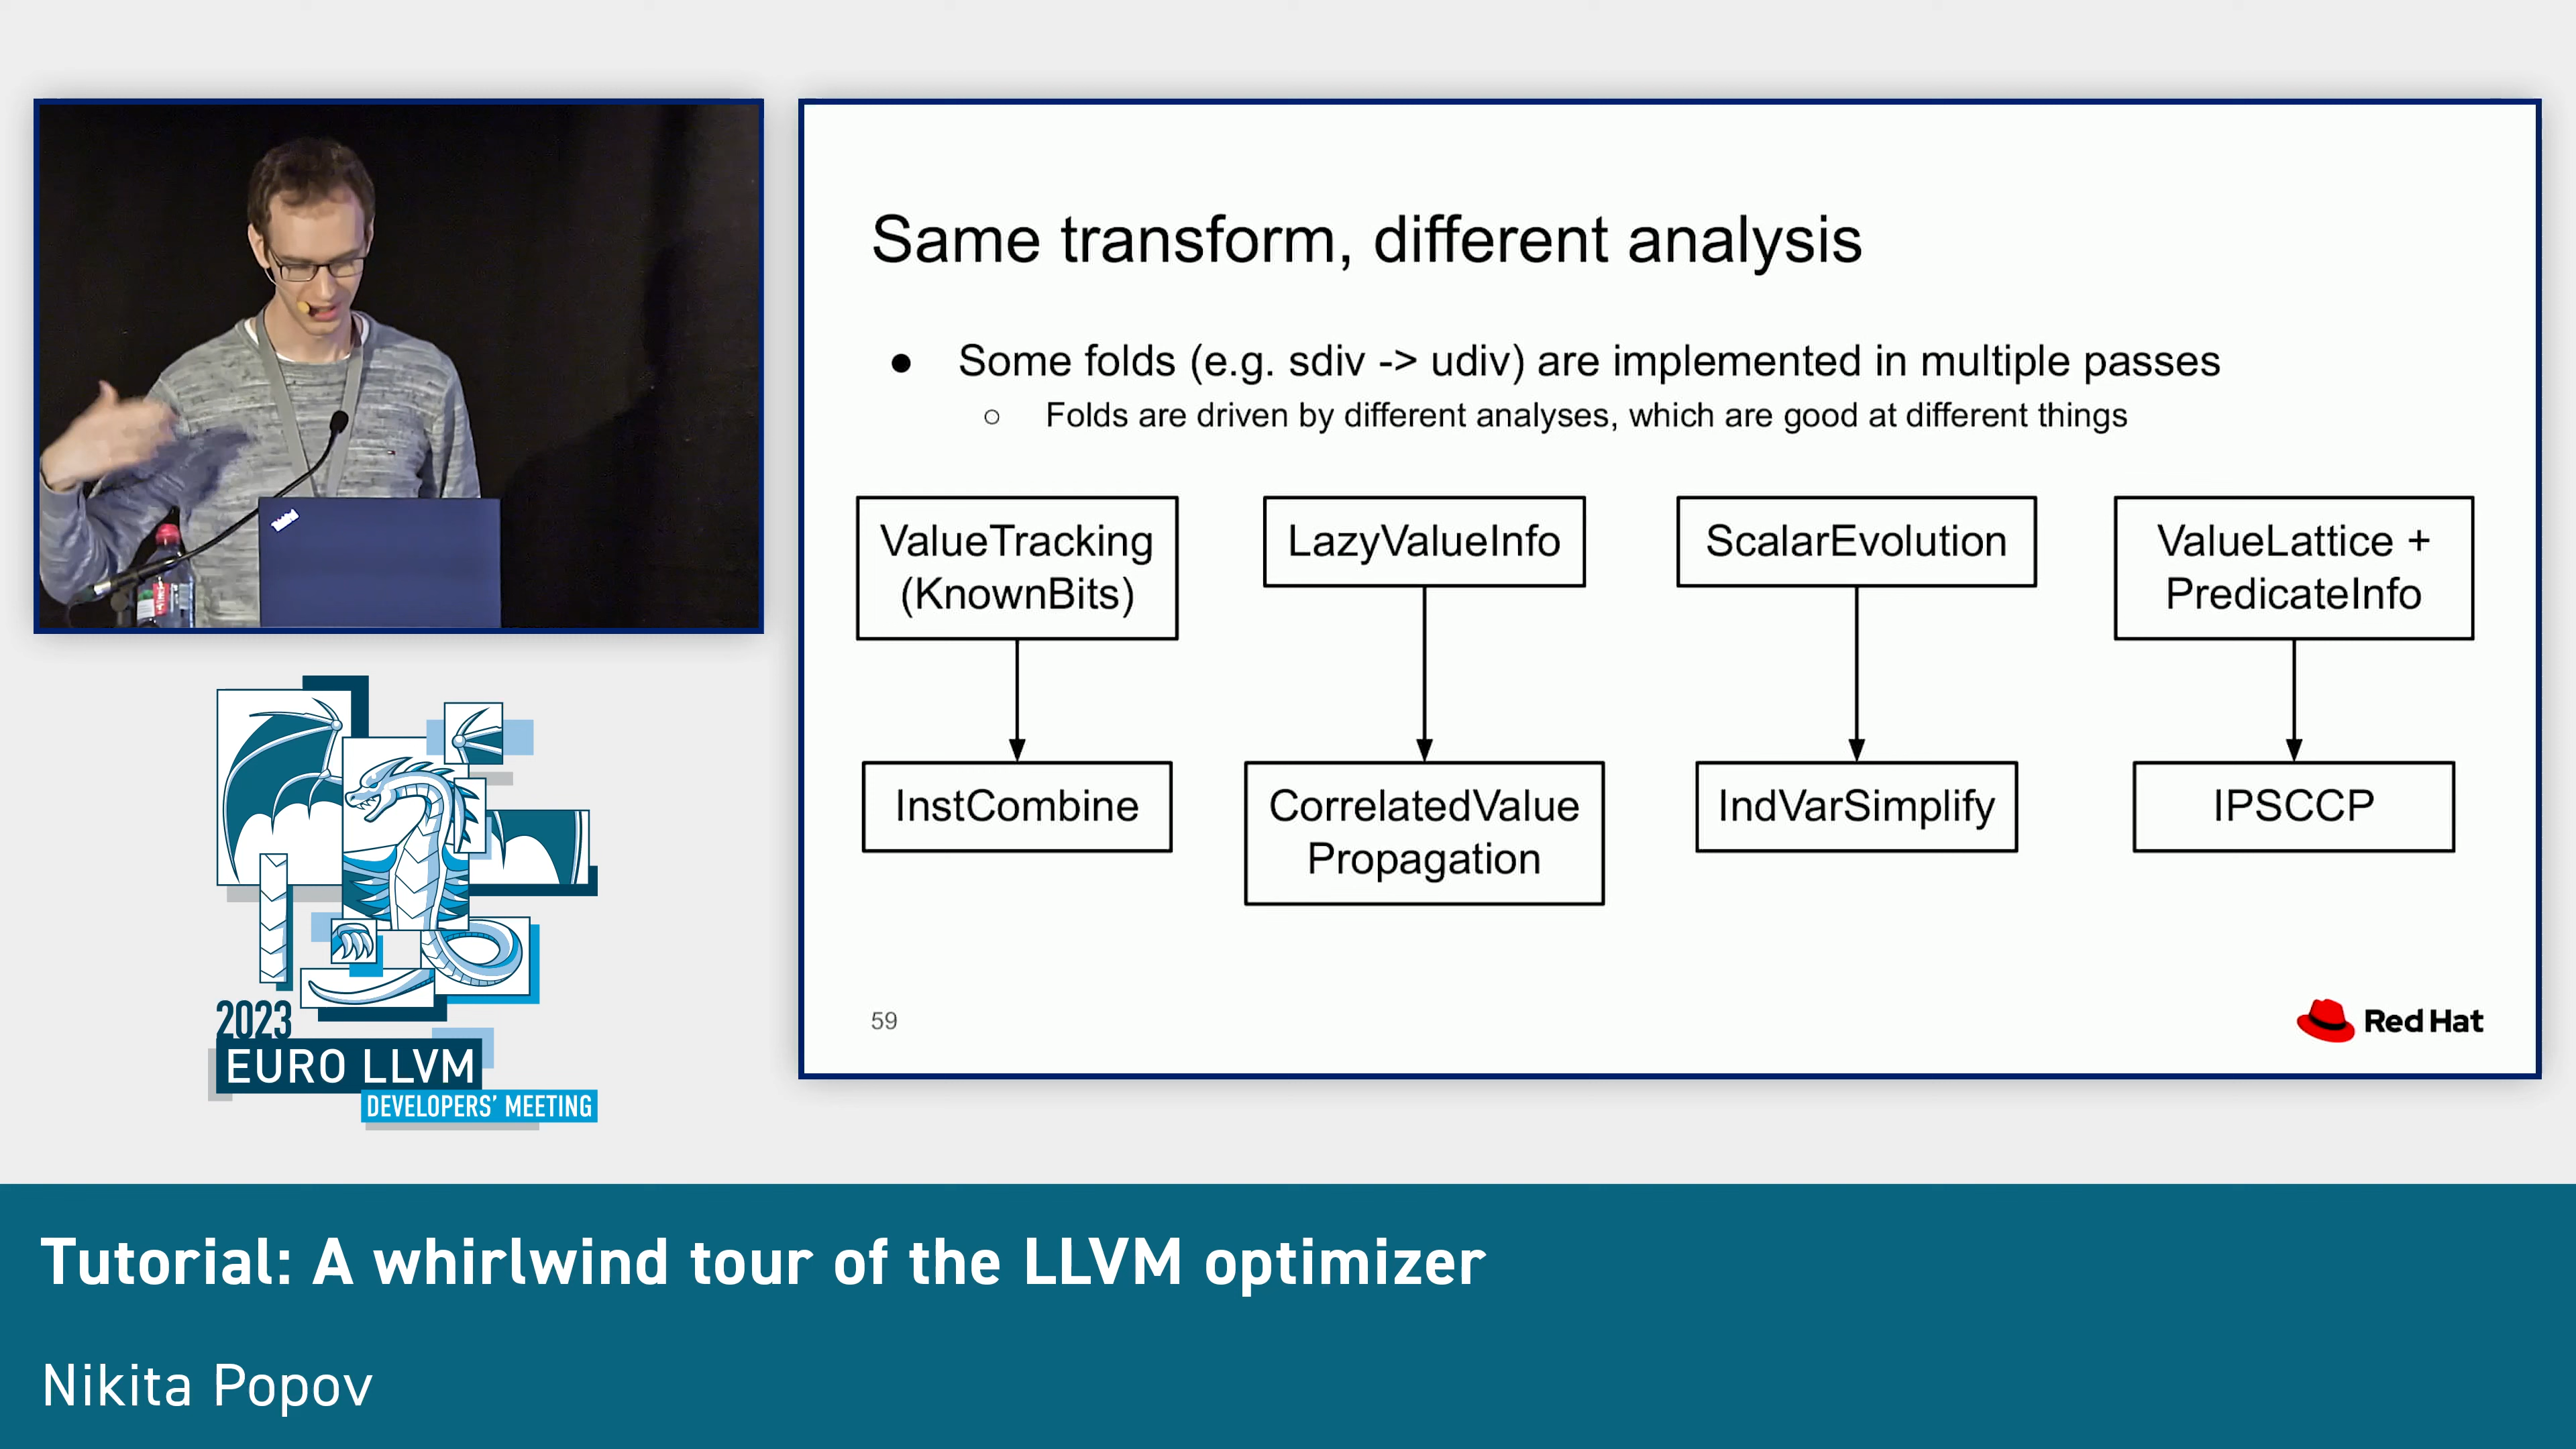 Same transform, different analysis
● Some folds (e.g. sdiv -> udiv) are implemented in multiple passes
○ Folds are driven by different analyses, which are good at different things
ValueTracking
(KnownBits)
LazyValueInfo
ScalarEvolution
ValueLattice +
PredicateInfo
InstCombine
CorrelatedValue
Propagation
IndVarSimplify
IPSCCP
59
Red Hat
2023
EURO LLVM
DEVELOPERS' MEETING
Tutorial: A whirlwind tour of the LLVM optimizer
Nikita Popov